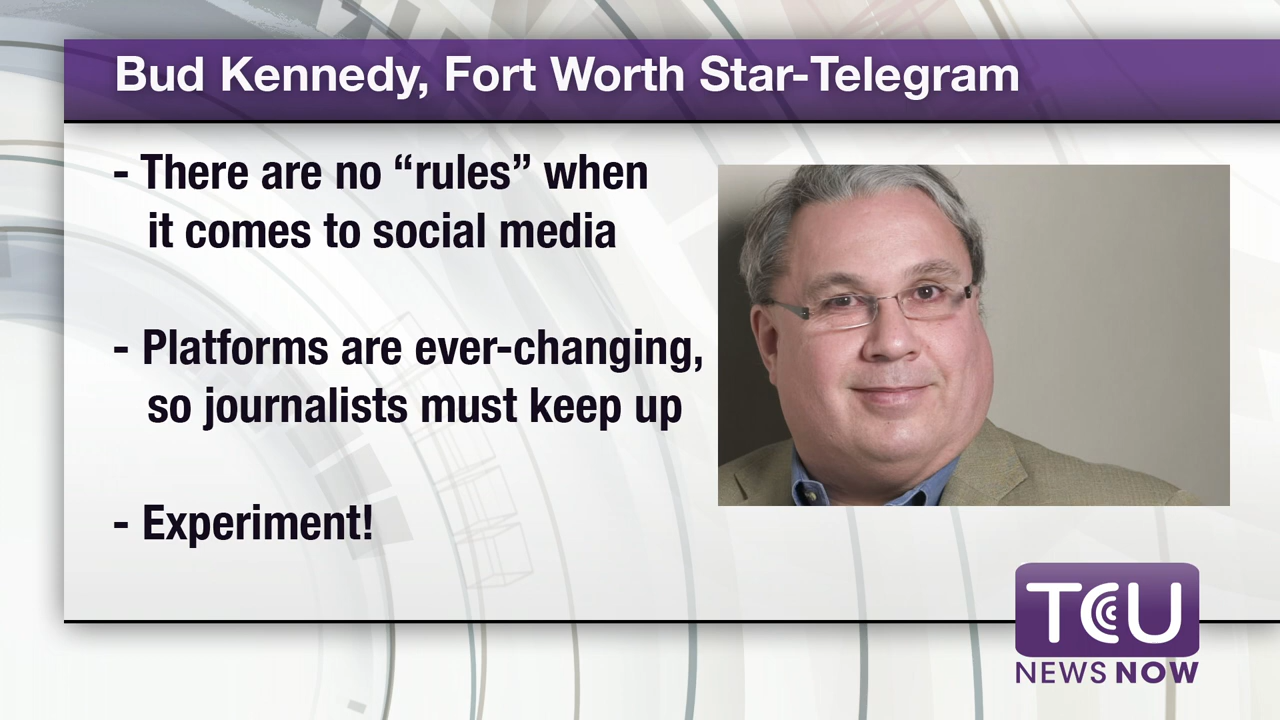 Bud Kennedy, Fort Worth Star-Telegram
- There are no “rules” when
it comes to social media
- Platforms are ever-changing,
so journalists must keep up
- Experiment!
TCU
NEWS NOW